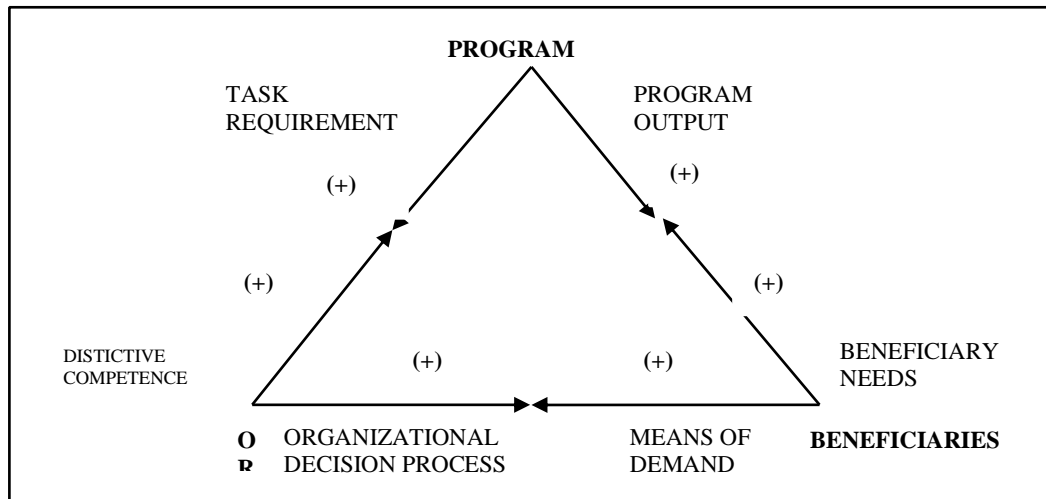 PROGRAM
TASK
REQUIREMENT
PROGRAM
OUTPUT
(+)
(+)
(+)
(+)
DISTICTIVE
COMPETENCE
(+)
(+)
BENEFICIARY
NEEDS
O
ORGANIZATIONAL
DECISION PROCESS
MEANS OF
DEMAND
BENEFICIARIES